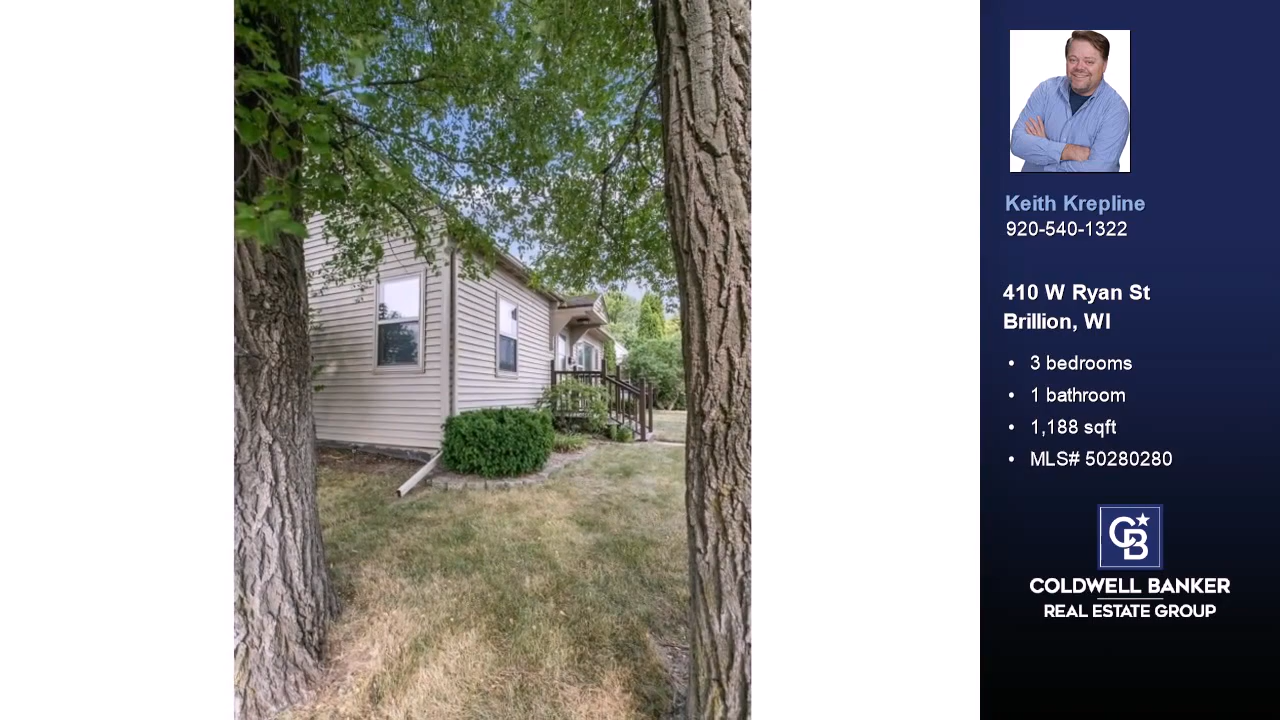 Keith Krepline
920-540-1322
410 W Ryan St
Brillion, WI
• 3 bedrooms
• 1 bathroom
• 1,188 sqft
• MLS# 50280280
CB
COLDWELL BANKER
REAL ESTATE GROUP